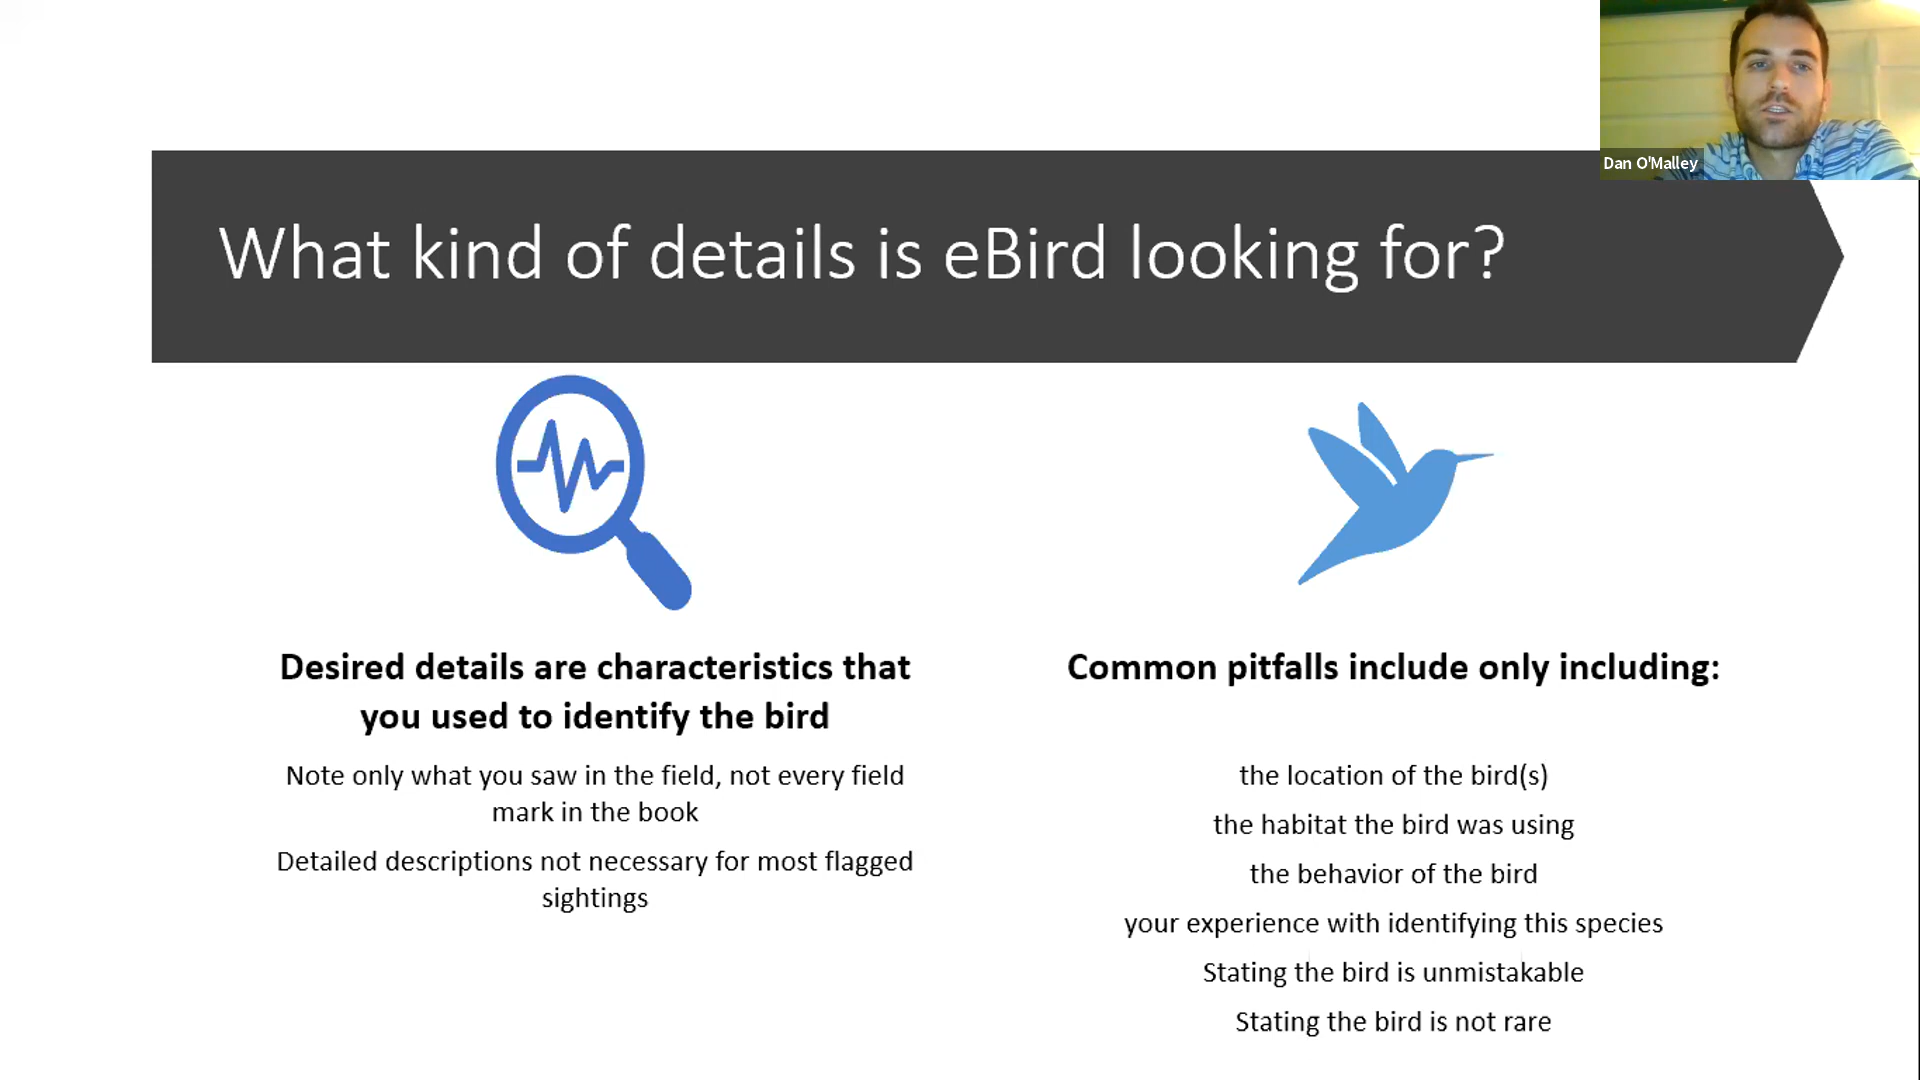 Dan O'Malley
What kind of details is eBird looking for?
Desired details are characteristics that
you used to identify the bird
Note only what you saw in the field, not every field
mark in the book
Detailed descriptions not necessary for most flagged
sightings
Common pitfalls include only including:
the location of the bird(s)
the habitat the bird was using
the behavior of the bird
your experience with identifying this species
Stating the bird is unmistakable
Stating the bird is not rare